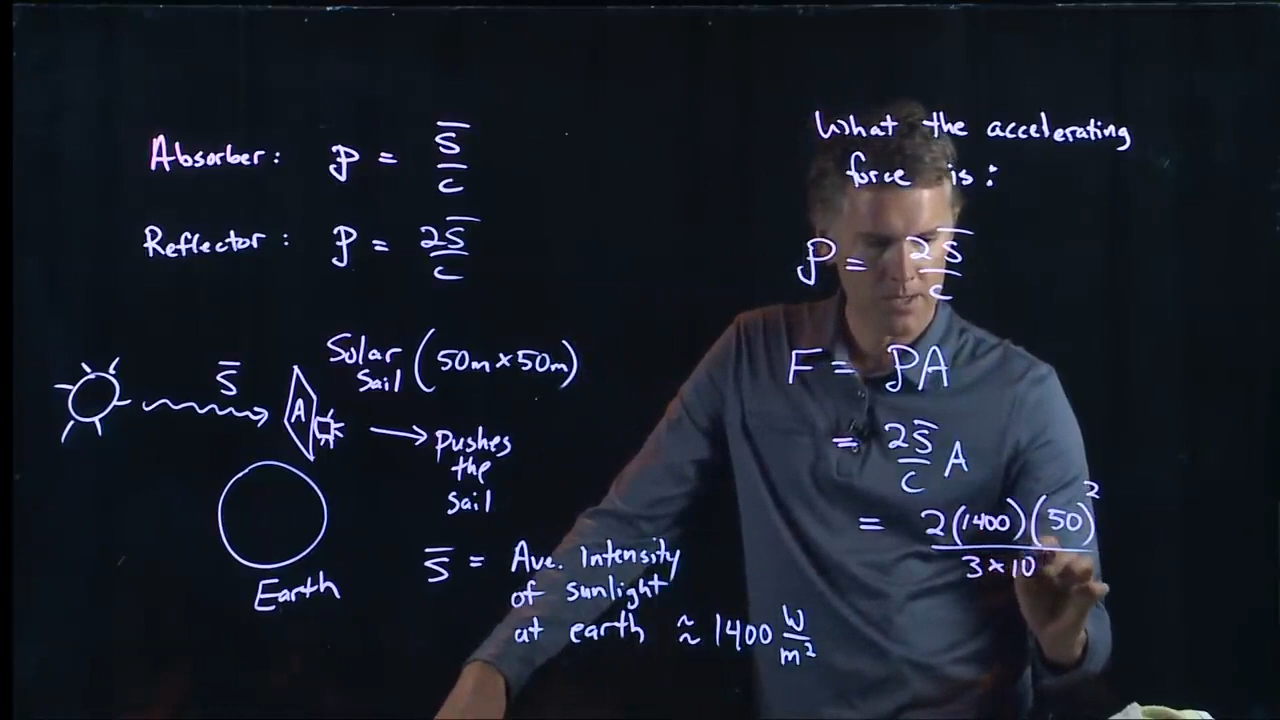 Absorber: P = S̄/c
Reflector: P = 2S̄/c
S̄
A
Solar Sail (50m×50m)
→ Pushes
the
sail
Earth
S̄ = Ave. Intensity
of sunlight
at earth ≈ 1400 W/m²
What the accelerating
force is:
P = 2S̄/c
F = PA
= 2S̄/c A
= 2(1400)(50)²/3×10